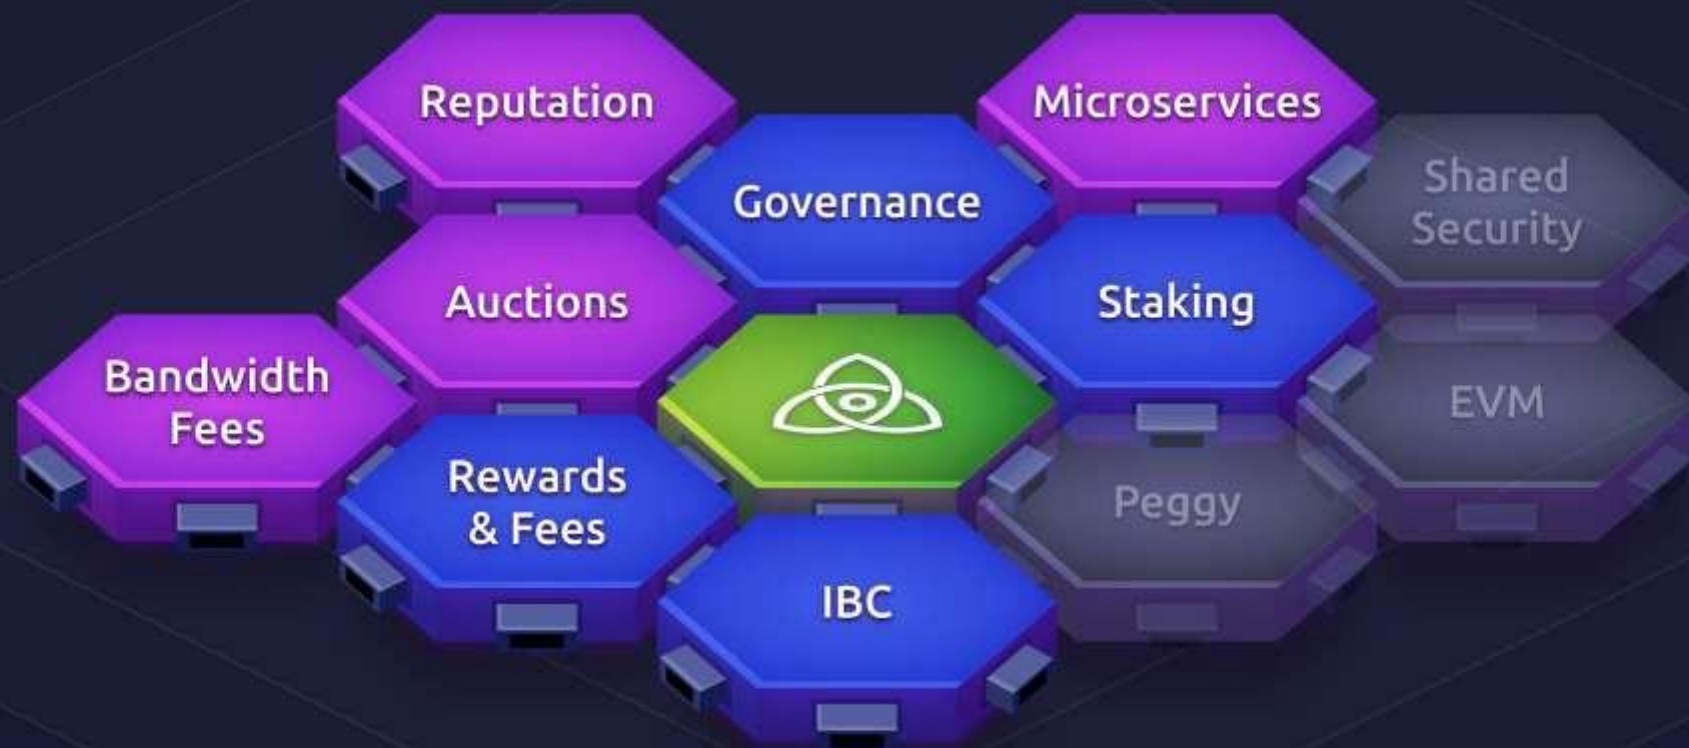 Reputation
Microservices
Shared
Security
Governance
Auctions
Staking
Bandwidth
Fees
EVM
Rewards
& Fees
Peggy
IBC